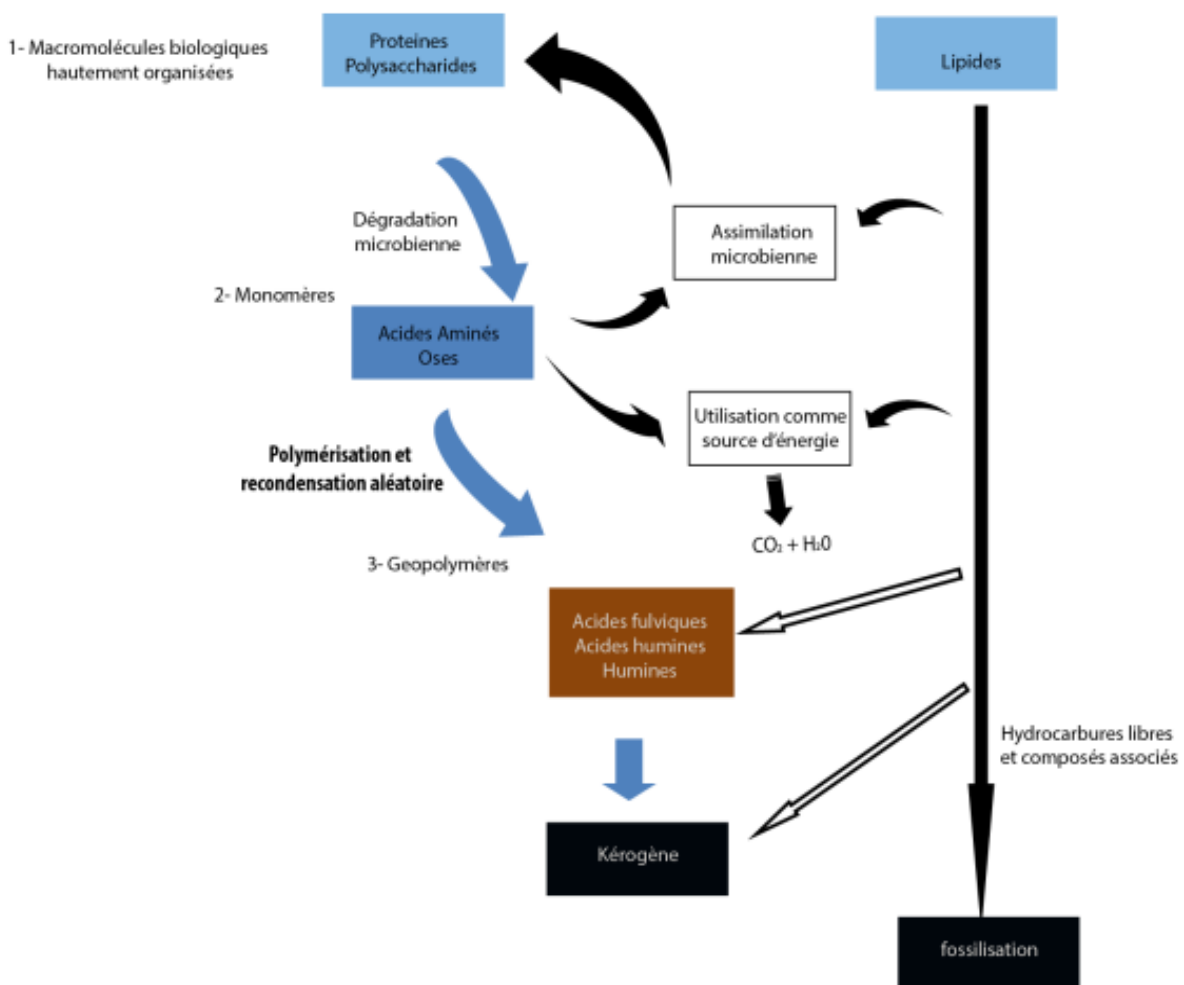 1- Macromolécules biologiques
hautement organisées
Proteines
Polysaccharides
Lipides
Dégradation
microbienne
Assimilation
microbienne
2- Monomères
Acides Aminés
Oses
Utilisation comme
source d'énergie
Polymérisation et
recondensation aléatoire
CO₂ + H₂0
3- Geopolymères
Acides fulviques
Acides humines
Humines
Hydrocarbures libres
et composés associés
Kérogène
fossilisation